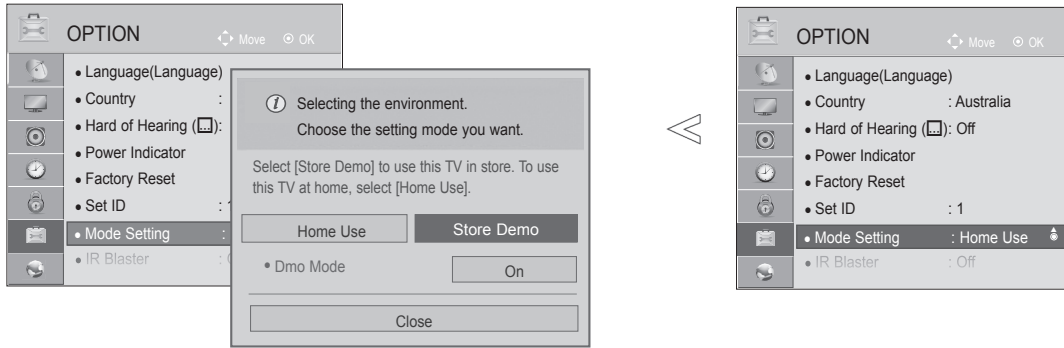 OPTION
Move OK
• Language(Language)
• Country :
• Hard of Hearing (...):
• Power Indicator
• Factory Reset
• Set ID : 1
• Mode Setting :
• IR Blaster :
i Selecting the environment.
Choose the setting mode you want.
Select [Store Demo] to use this TV in store. To use
this TV at home, select [Home Use].
Home Use Store Demo
• Dmo Mode On
Close
OPTION
Move OK
• Language(Language)
• Country : Australia
• Hard of Hearing (...): Off
• Power Indicator
• Factory Reset
• Set ID : 1
• Mode Setting : Home Use
• IR Blaster : Off